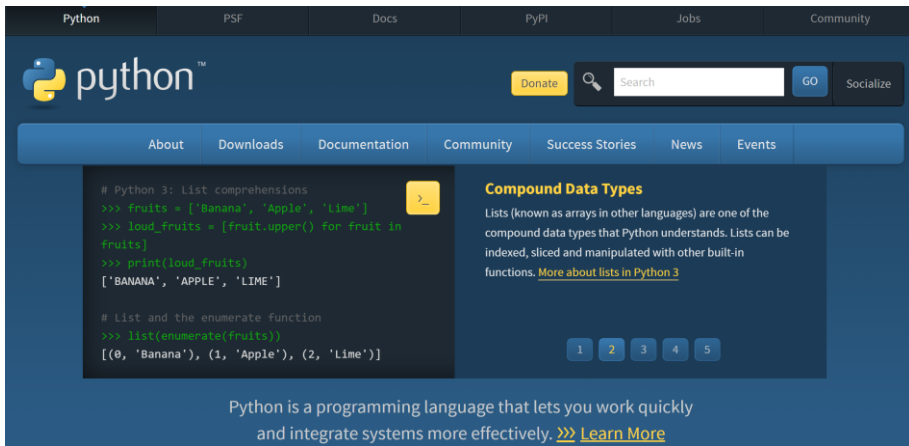 Python PSF Docs PyPI Jobs Community
python™
Donate Search GO Socialize
About Downloads Documentation Community Success Stories News Events
# Python 3: List comprehensions
>>> fruits = ['Banana', 'Apple', 'Lime']
>>> loud_fruits = [fruit.upper() for fruit in
fruits]
>>> print(loud_fruits)
['BANANA', 'APPLE', 'LIME']
# List and the enumerate function
>>> list(enumerate(fruits))
[(0, 'Banana'), (1, 'Apple'), (2, 'Lime')]
>_
Compound Data Types
Lists (known as arrays in other languages) are one of the
compound data types that Python understands. Lists can be
indexed, sliced and manipulated with other built-in
functions. More about lists in Python 3
1 2 3 4 5
Python is a programming language that lets you work quickly
and integrate systems more effectively. >>> Learn More